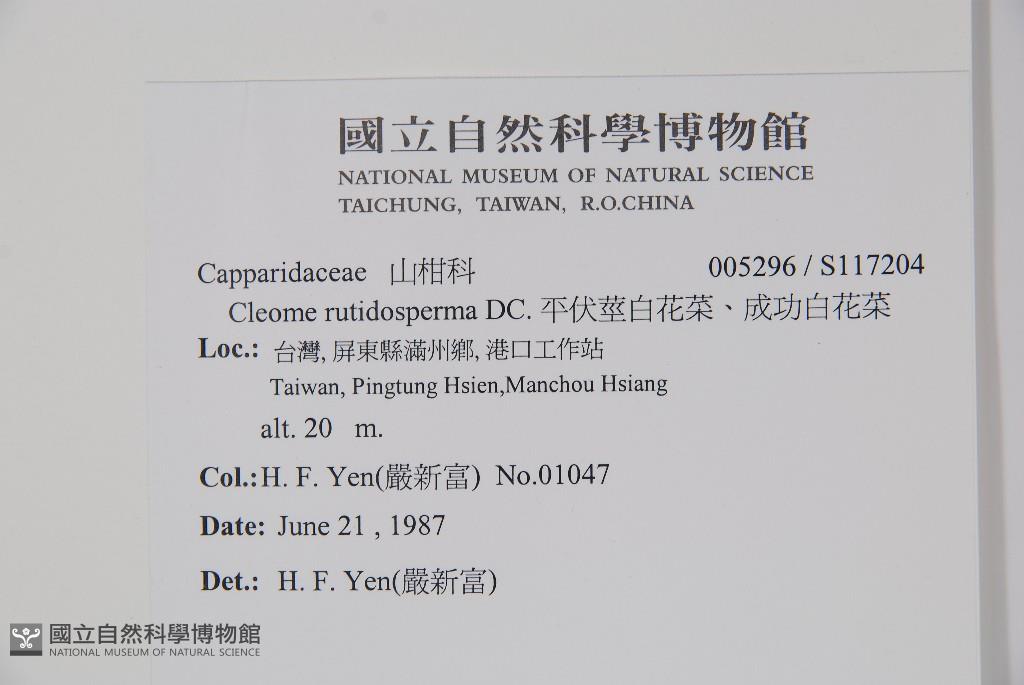 國立自然科學博物館
NATIONAL MUSEUM OF NATURAL SCIENCE
TAICHUNG, TAIWAN, R.O.CHINA
Capparidaceae 山柑科 005296 / S117204
Cleome rutidosperma DC. 平伏莖白花菜、成功白花菜
Loc.: 台灣, 屏東縣滿州鄉, 港口工作站
Taiwan, Pingtung Hsien,Manchou Hsiang
alt. 20 m.
Col.: H. F. Yen(嚴新富) No.01047
Date: June 21 , 1987
Det.: H. F. Yen(嚴新富)
國立自然科學博物館
NATIONAL MUSEUM OF NATURAL SCIENCE